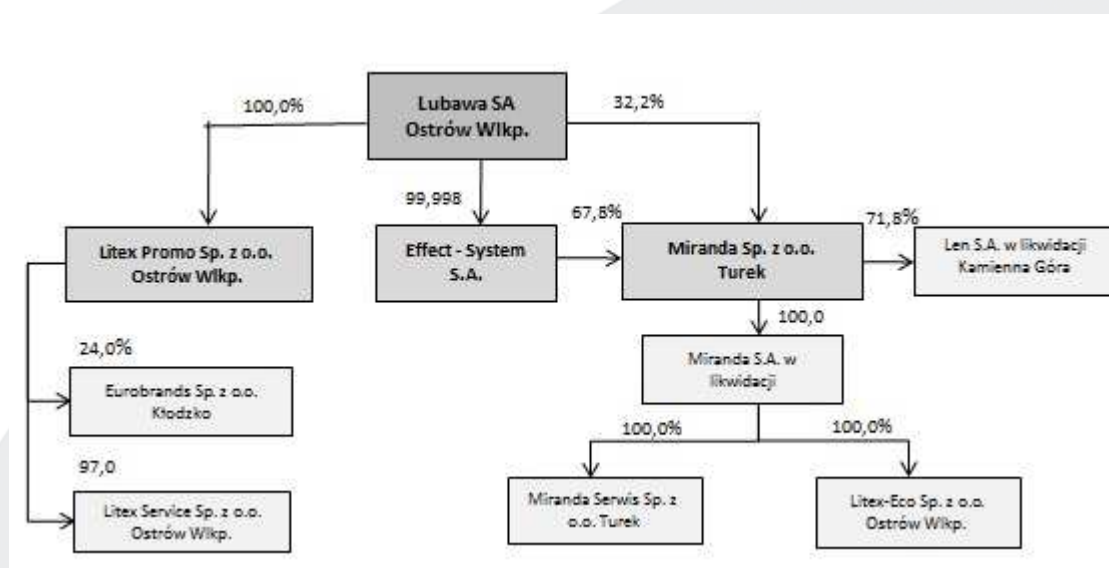 Lubawa SA
Ostrów Wlkp.
100,0%
32,2%
99,998
67,8%
71,8%
Litex Promo Sp. z o.o.
Ostrów Wlkp.
Effect - System
S.A.
Miranda Sp. z o.o.
Turek
Len S.A. w likwidacji
Kamienna Góra
100,0
24,0%
Miranda S.A. w
likwidacji
Eurobrands Sp. z o.o.
Kłodzko
100,0%
100,0%
97,0
Litex Service Sp. z o.o.
Ostrów Wlkp.
Miranda Serwis Sp. z
o.o. Turek
Litex-Eco Sp. z o.o.
Ostrów Wlkp.